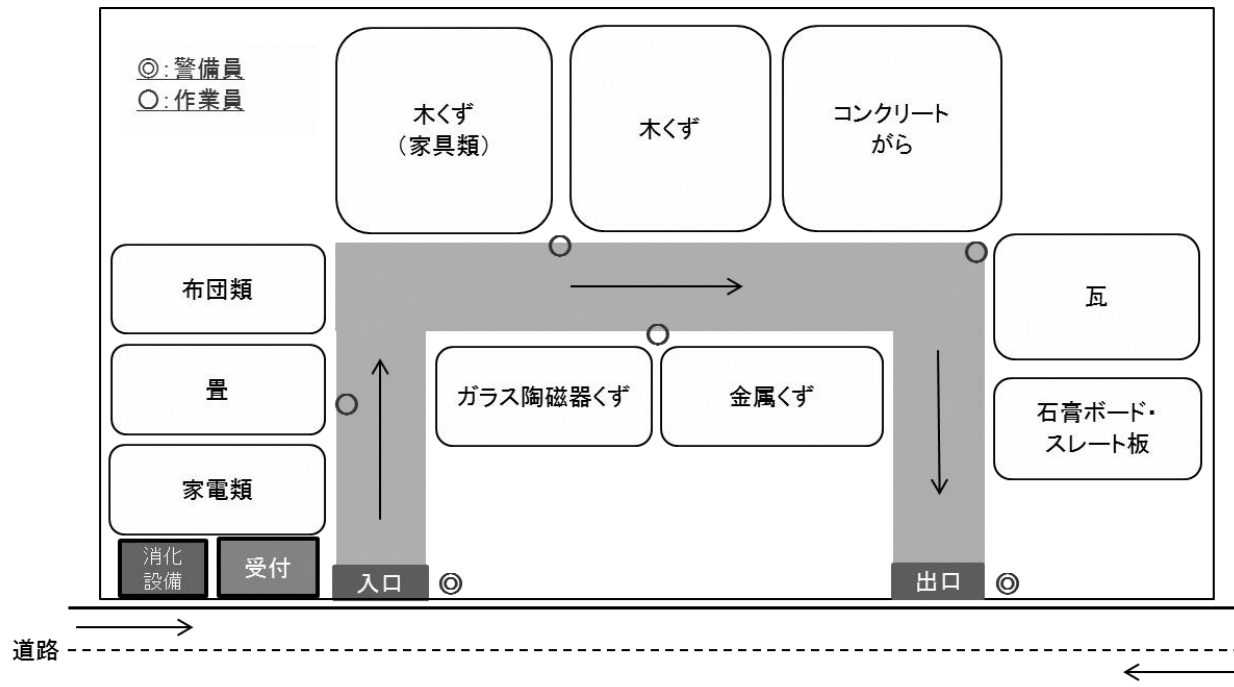 ◎:警備員
○:作業員
木くず
（家具類）
木くず
コンクリート
がら
布団類
瓦
畳
ガラス陶磁器くず
金属くず
石膏ボード・
スレート板
家電類
消化
設備
受付
入口
◎
出口
◎
道路